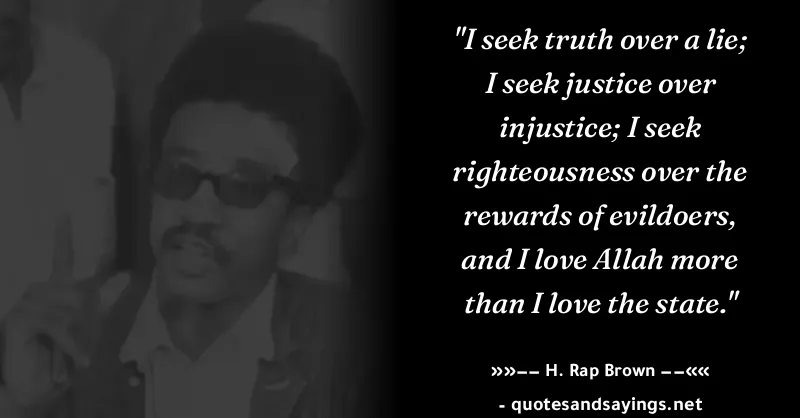 "I seek truth over a lie;
I seek justice over
injustice; I seek
righteousness over the
rewards of evildoers,
and I love Allah more
than I love the state."
»»–– H. Rap Brown ––««
- quotesandsayings.net